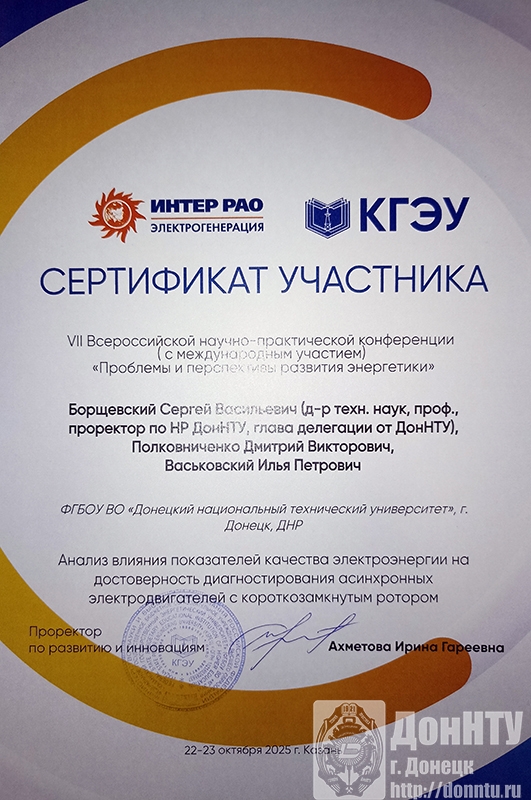 ИНТЕР РАО
ЭЛЕКТРОГЕНЕРАЦИЯ
КГЭУ
СЕРТИФИКАТ УЧАСТНИКА
VII Всероссийской научно-практической конференции
( с международным участием)
«Проблемы и перспективы развития энергетики»
Борщевский Сергей Васильевич (д-р техн. наук, проф.,
проректор по НР ДонНТУ, глава делегации от ДонНТУ),
Полковниченко Дмитрий Викторович,
Васьковский Илья Петрович
ФГБОУ ВО «Донецкий национальный технический университет», г.
Донецк, ДНР
Анализ влияния показателей качества электроэнергии на
достоверность диагностирования асинхронных
электродвигателей с короткозамкнутым ротором
Проректор
по развитию и инновациям
КГЭУ
Ахметова Ирина Гареевна
22-23 октября 2025 г. Казань
1921
ДонНТУ
г. Донецк
http://donntu.ru